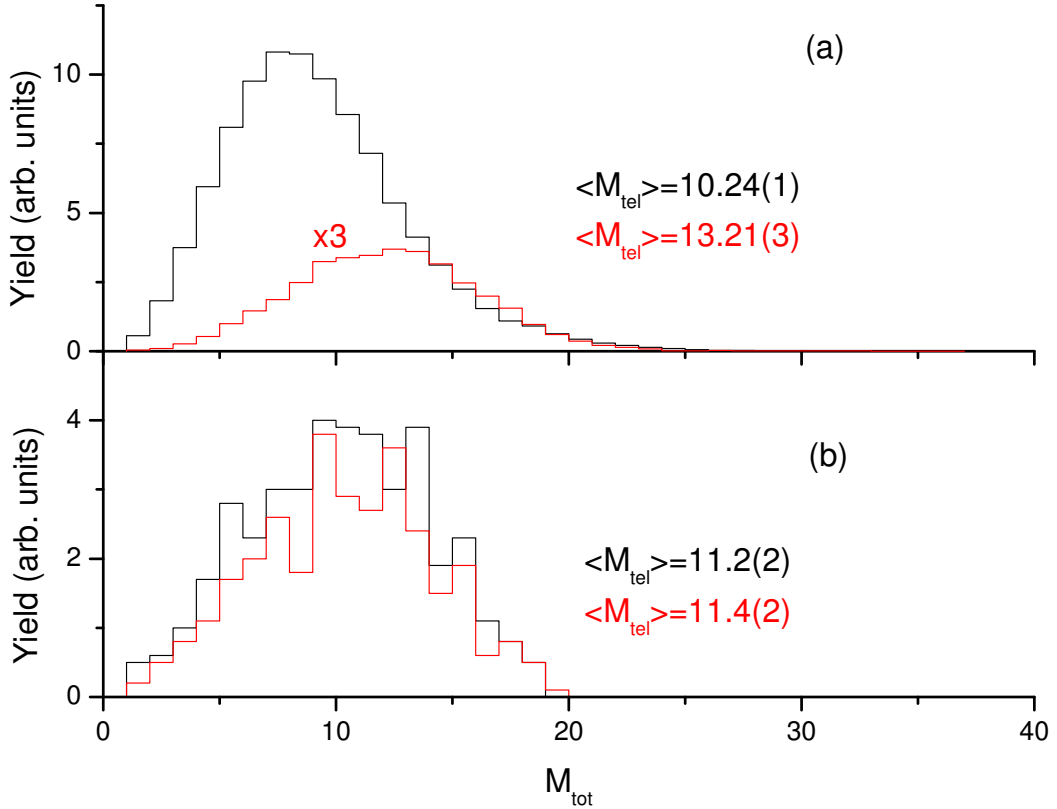 (a)
10
5
0
Yield (arb. units)
x3
<M_tel>=10.24(1)
<M_tel>=13.21(3)
(b)
4
2
0
Yield (arb. units)
<M_tel>=11.2(2)
<M_tel>=11.4(2)
0 10 20 30 40
M_tot